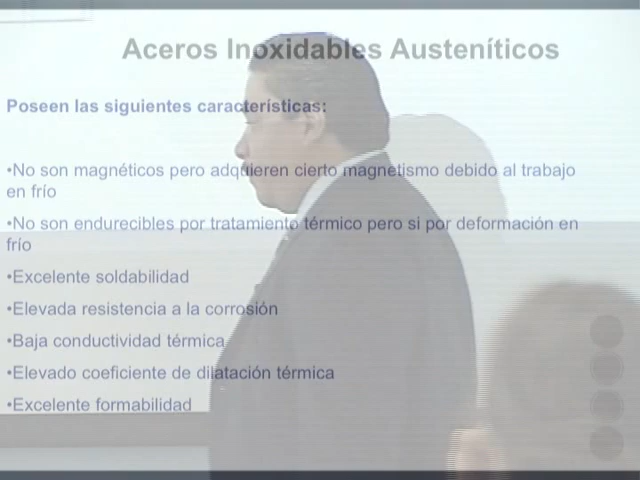 Aceros Inoxidables Austeníticos
Poseen las siguientes características:
•No son magnéticos pero adquieren cierto magnetismo debido al trabajo
en frío
•No son endurecibles por tratamiento térmico pero si por deformación en
frío
•Excelente soldabilidad
•Elevada resistencia a la corrosión
•Baja conductividad térmica
•Elevado coeficiente de dilatación térmica
•Excelente formabilidad